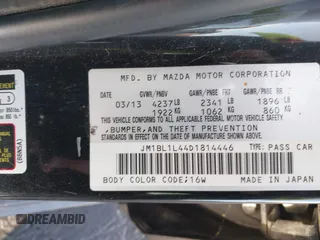 MFD. BY MAZDA MOTOR CORPORATION
03/13 GVWR/PNBV 4237LB 1922KG GAWR/PNBE FRT 2341 LB 1062 KG GAWR/PNBE RR 1896 LB 860 KG
THIS VEHICLE CONFORMS TO ALL APPLICABLE FEDERAL MOTOR VEHICLE SAFETY
, BUMPER, AND THEFT PREVENTION
STANDARDS IN EFFECT ON THE DATE OF MANUFACTURE SHOWN ABOVE.
JM1BL1L44D1814446 TYPE: PASS CAR
BODY COLOR CODE;16W MADE IN JAPAN
(BBN5A)
3
DREAMBID